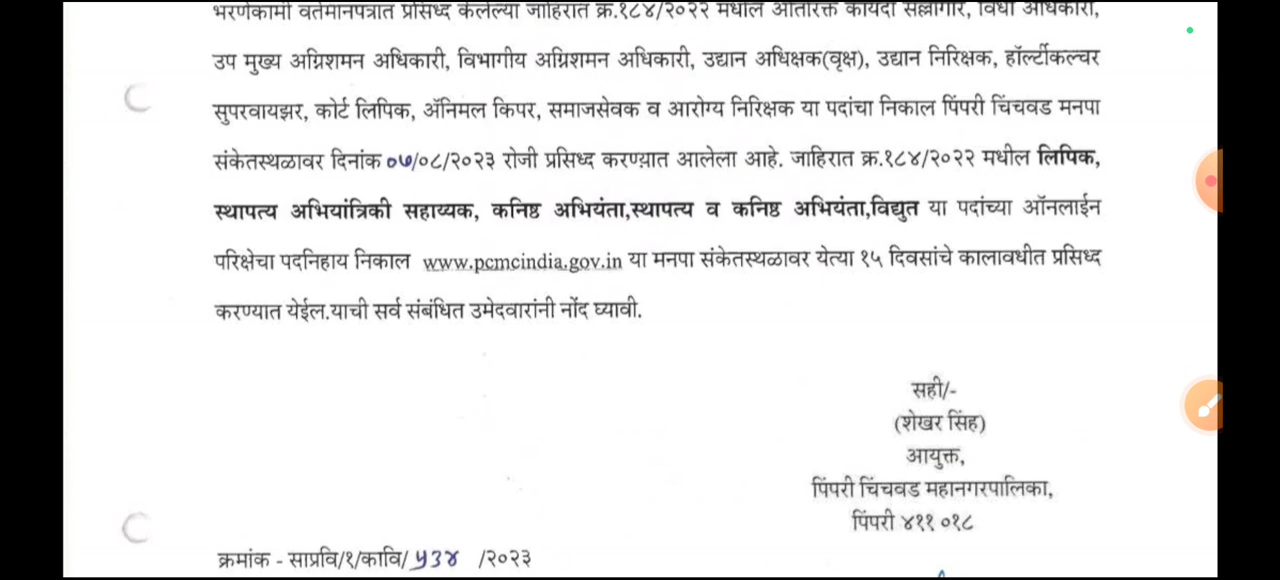 भरणेकामी वर्तमानपत्रात प्रसिध्द केलेल्या जाहिरात क्र.१८४/२०२२ मधील अतिरिक्त कायदा सल्लागार, विधी अधिकारी,
उप मुख्य अग्निशमन अधिकारी, विभागीय अग्निशमन अधिकारी, उद्यान अधिक्षक(वृक्ष), उद्यान निरिक्षक, हॉर्ल्टीकल्चर
सुपरवायझर, कोर्ट लिपिक, ॲनिमल किपर, समाजसेवक व आरोग्य निरिक्षक या पदांचा निकाल पिंपरी चिंचवड मनपा
संकेतस्थळावर दिनांक ०७/०८/२०२३ रोजी प्रसिध्द करण्यात आलेला आहे. जाहिरात क्र.१८४/२०२२ मधील लिपिक,
स्थापत्य अभियांत्रिकी सहाय्यक, कनिष्ठ अभियंता,स्थापत्य व कनिष्ठ अभियंता,विद्युत या पदांच्या ऑनलाईन
परिक्षेचा पदनिहाय निकाल www.pcmcindia.gov.in या मनपा संकेतस्थळावर येत्या १५ दिवसांचे कालावधीत प्रसिध्द
करण्यात येईल.याची सर्व संबंधित उमेदवारांनी नोंद घ्यावी.
सही/-
(शेखर सिंह)
आयुक्त,
पिंपरी चिंचवड महानगरपालिका,
पिंपरी ४११ ०१८
क्रमांक - साप्रवि/१/कावि/ ५३४ /२०२३